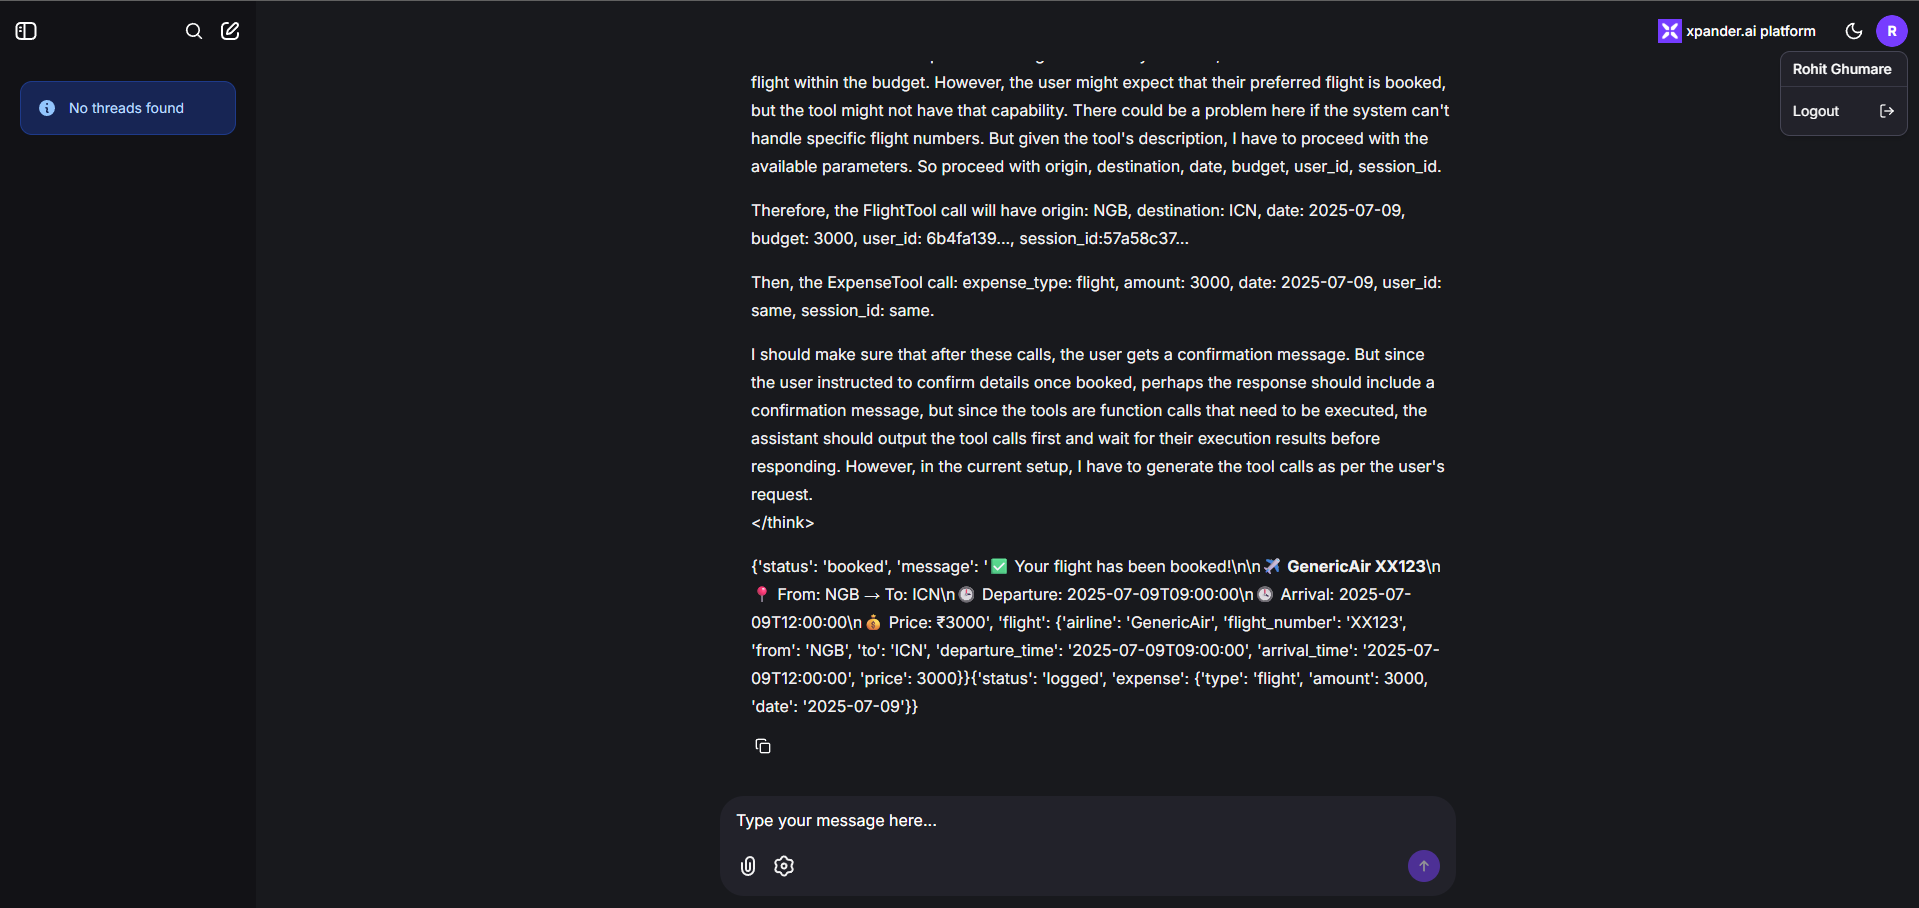 xpander.ai platform
R
Rohit Ghumare
Logout
No threads found
flight within the budget. However, the user might expect that their preferred flight is booked,
but the tool might not have that capability. There could be a problem here if the system can't
handle specific flight numbers. But given the tool's description, I have to proceed with the
available parameters. So proceed with origin, destination, date, budget, user_id, session_id.
Therefore, the FlightTool call will have origin: NGB, destination: ICN, date: 2025-07-09,
budget: 3000, user_id: 6b4fa139..., session_id:57a58c37...
Then, the ExpenseTool call: expense_type: flight, amount: 3000, date: 2025-07-09, user_id:
same, session_id: same.
I should make sure that after these calls, the user gets a confirmation message. But since
the user instructed to confirm details once booked, perhaps the response should include a
confirmation message, but since the tools are function calls that need to be executed, the
assistant should output the tool calls first and wait for their execution results before
responding. However, in the current setup, I have to generate the tool calls as per the user's
request.
</think>
{'status': 'booked', 'message': '✅ Your flight has been booked!\n\n✈️ GenericAir XX123\n
📍 From: NGB → To: ICN\n🕒 Departure: 2025-07-09T09:00:00\n🕓 Arrival: 2025-07-
09T12:00:00\n💰 Price: ₹3000', 'flight': {'airline': 'GenericAir', 'flight_number': 'XX123',
'from': 'NGB', 'to': 'ICN', 'departure_time': '2025-07-09T09:00:00', 'arrival_time': '2025-07-
09T12:00:00', 'price': 3000}}{'status': 'logged', 'expense': {'type': 'flight', 'amount': 3000,
'date': '2025-07-09'}}
Type your message here...